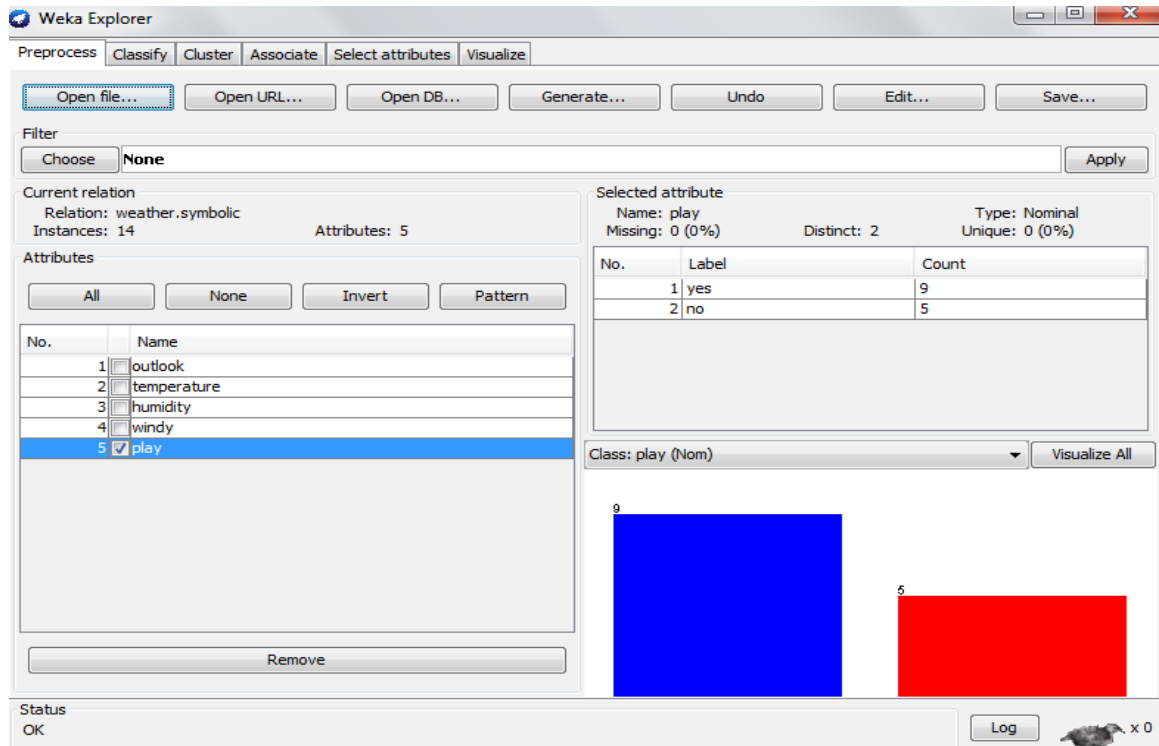 Weka Explorer
Preprocess Classify Cluster Associate Select attributes Visualize
Open file... Open URL... Open DB... Generate... Undo Edit... Save...
Filter
Choose None Apply
Current relation
Relation: weather.symbolic
Instances: 14 Attributes: 5
Attributes
All None Invert Pattern
No. Name
1 outlook
2 temperature
3 humidity
4 windy
5 play
Remove
Selected attribute
Name: play Type: Nominal
Missing: 0 (0%) Distinct: 2 Unique: 0 (0%)
No. Label Count
1 yes 9
2 no 5
Class: play (Nom) Visualize All
9
5
Status
OK
Log x 0